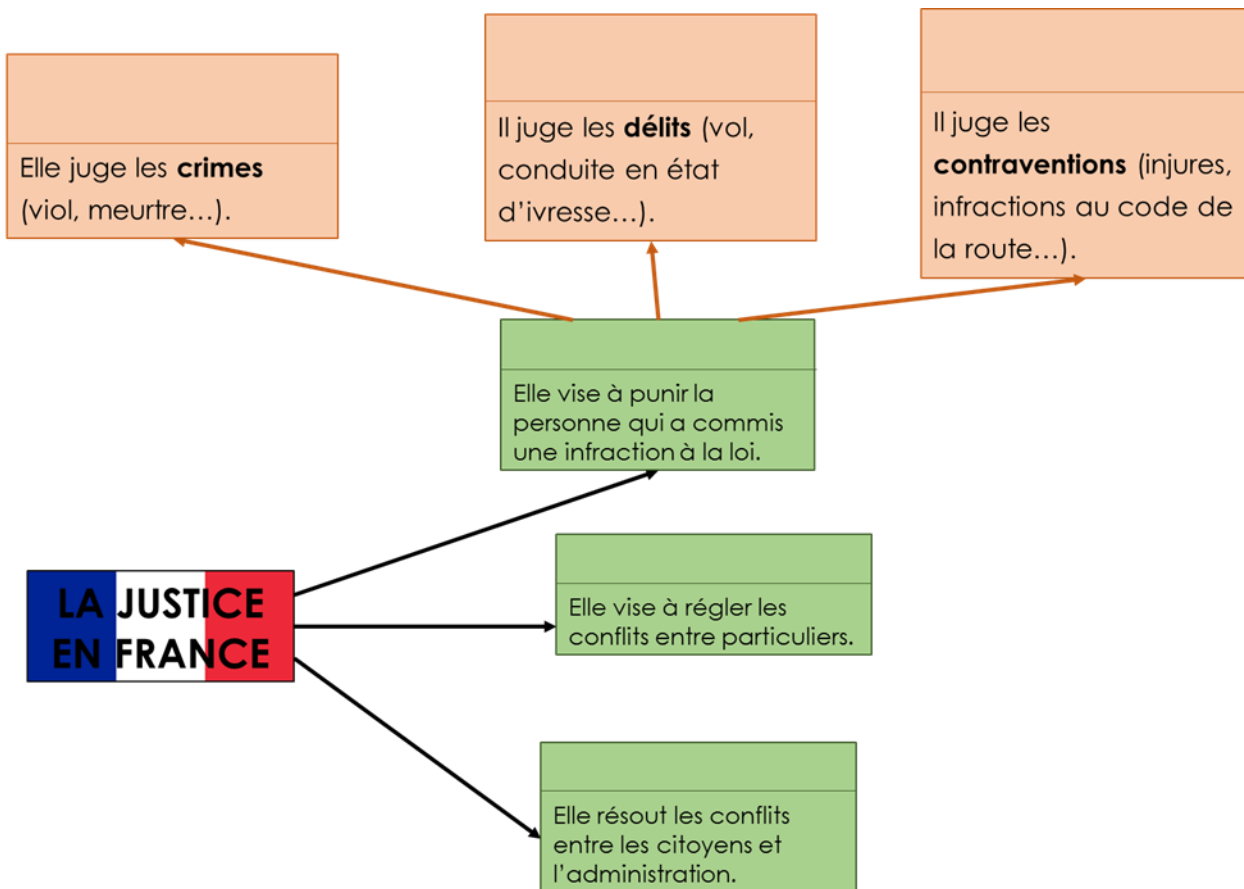 Elle juge les crimes
(viol, meurtre…).
Il juge les délits (vol,
conduite en état
d’ivresse…).
Il juge les
contraventions (injures,
infractions au code de
la route…).
Elle vise à punir la
personne qui a commis
une infraction à la loi.
LA JUSTICE
EN FRANCE
Elle vise à régler les
conflits entre particuliers.
Elle résout les conflits
entre les citoyens et
l’administration.